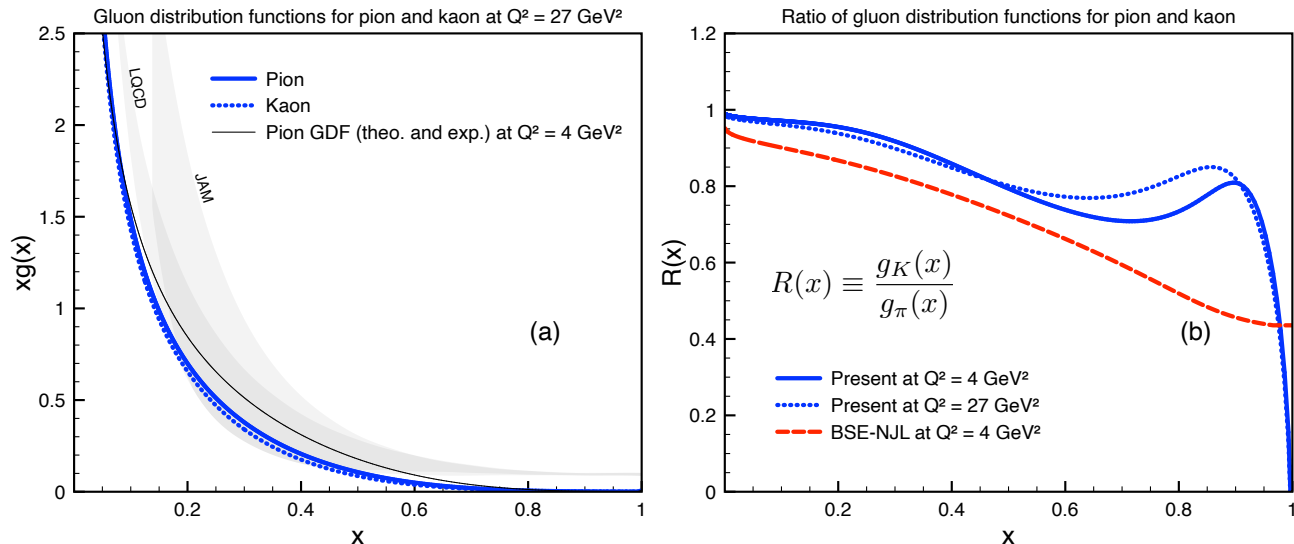 Gluon distribution functions for pion and kaon at Q² = 27 GeV²
2.5
2
1.5
1
0.5
0
xg(x)
LQCD
JAM
Pion
Kaon
Pion GDF (theo. and exp.) at Q² = 4 GeV²
(a)
0.2
0.4
0.6
0.8
1
x
Ratio of gluon distribution functions for pion and kaon
1.2
1
0.8
0.6
0.4
0.2
0
R(x)
R(x) ≡ g_K(x) / g_π(x)
(b)
Present at Q² = 4 GeV²
Present at Q² = 27 GeV²
BSE-NJL at Q² = 4 GeV²
0.2
0.4
0.6
0.8
1
x